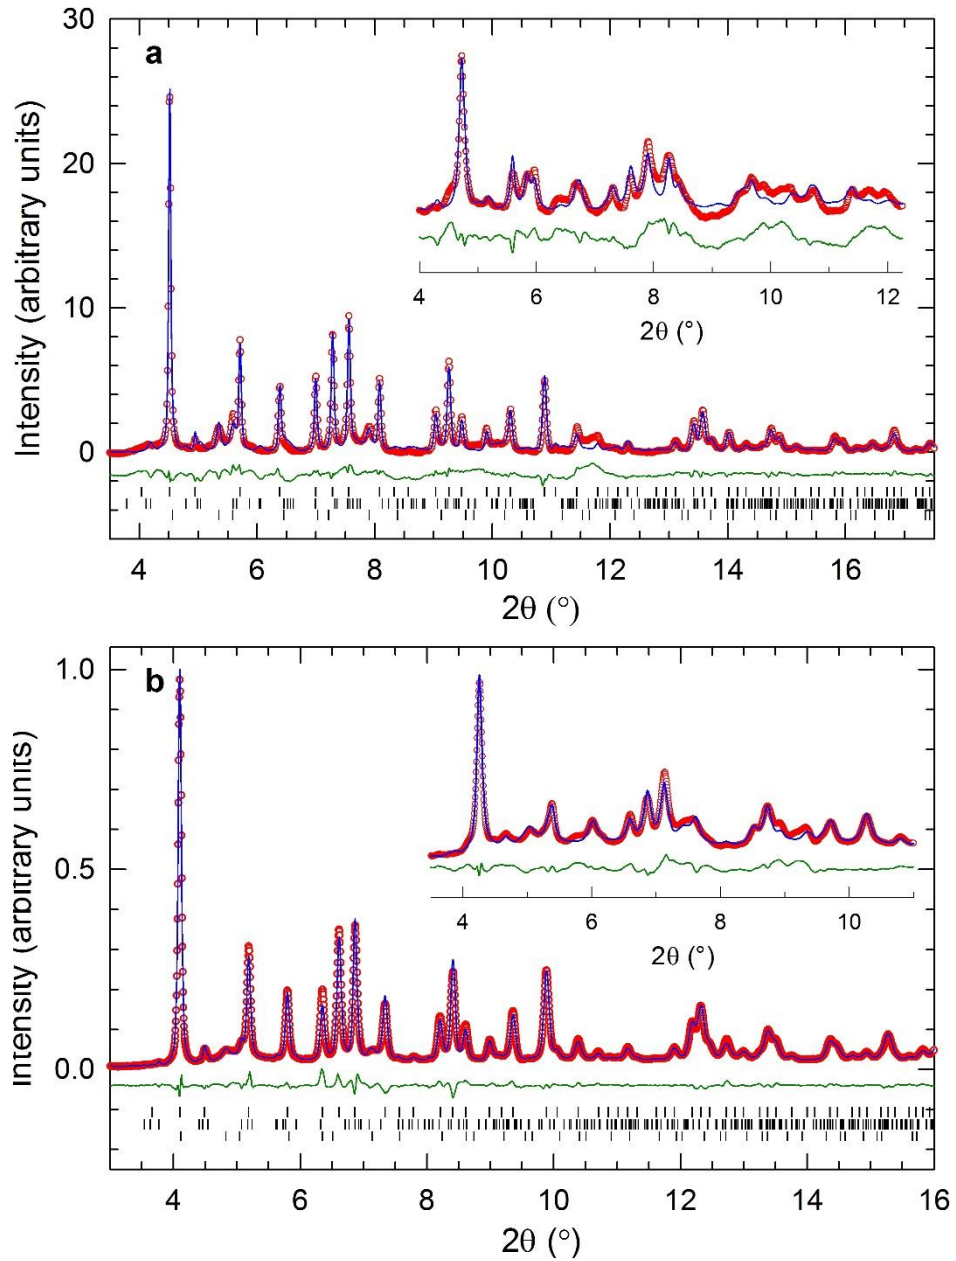 a
30
20
10
0
Intensity (arbitrary units)
4 6 8 10 12
2θ (°)
4 6 8 10 12 14 16
2θ (°)
b
1.0
0.5
0.0
Intensity (arbitrary units)
4 6 8 10
2θ (°)
4 6 8 10 12 14 16
2θ (°)